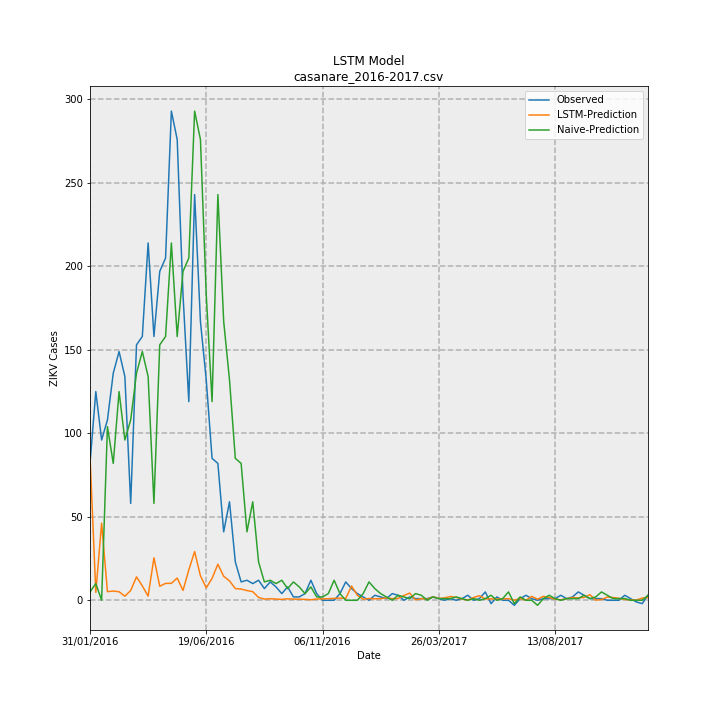 LSTM Model
casanare_2016-2017.csv
Observed
LSTM-Prediction
Naive-Prediction
300
250
200
150
100
50
0
ZIKV Cases
31/01/2016
19/06/2016
06/11/2016
26/03/2017
13/08/2017
Date